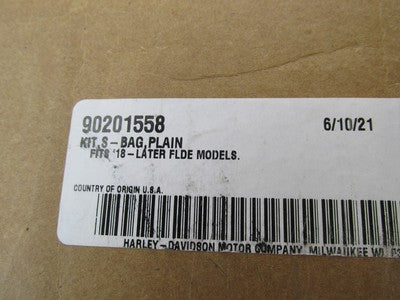 90201558 6/10/21
KIT,S-BAG,PLAIN
FITS '18-LATER FLDE MODELS.
COUNTRY OF ORIGIN U.S.A.
HARLEY-DAVIDSON MOTOR COMPANY, MILWAUKEE WI.